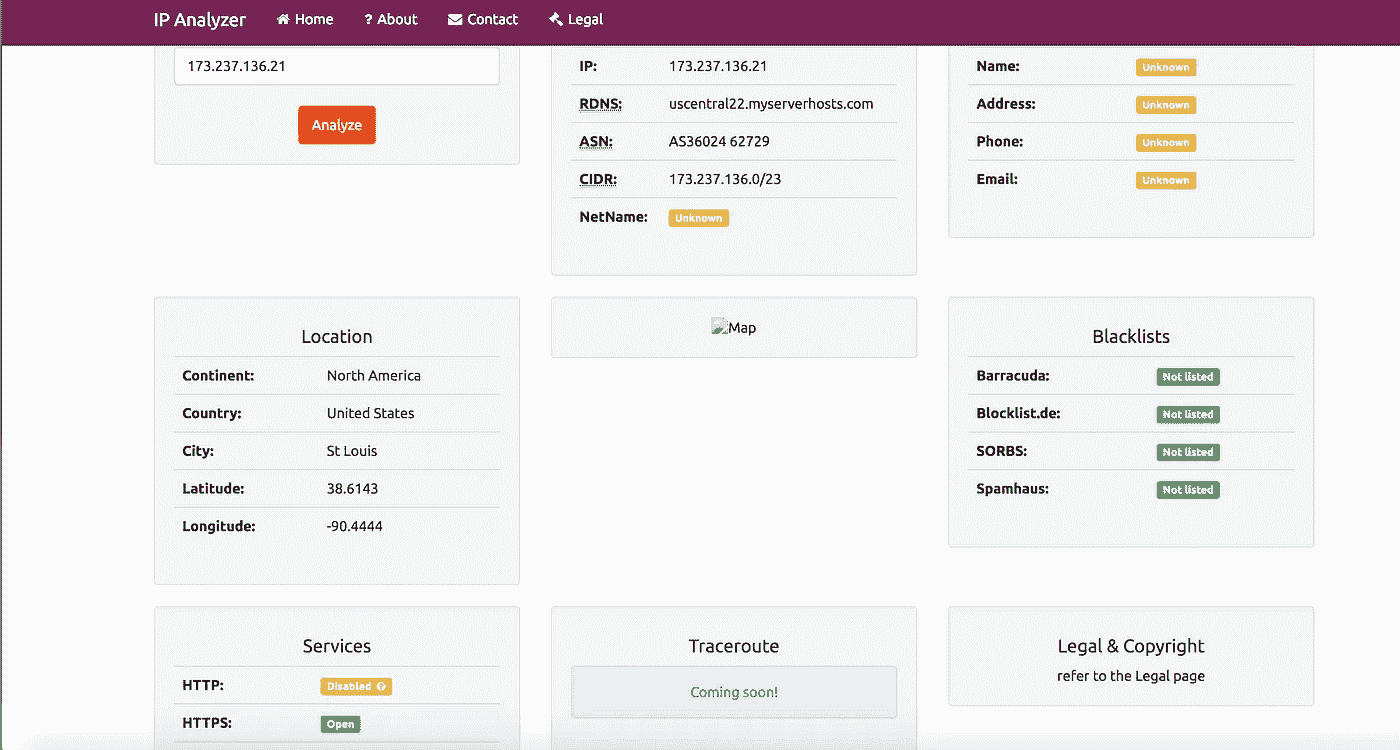 IP Analyzer Home ? About Contact Legal
173.237.136.21
Analyze
IP: 173.237.136.21
RDNS: uscentral22.myserverhosts.com
ASN: AS36024 62729
CIDR: 173.237.136.0/23
NetName: Unknown
Name: Unknown
Address: Unknown
Phone: Unknown
Email: Unknown
Location
Continent: North America
Country: United States
City: St Louis
Latitude: 38.6143
Longitude: -90.4444
Map
Blacklists
Barracuda: Not listed
Blocklist.de: Not listed
SORBS: Not listed
Spamhaus: Not listed
Services
HTTP: Disabled ?
HTTPS: Open
Traceroute
Coming soon!
Legal & Copyright
refer to the Legal page